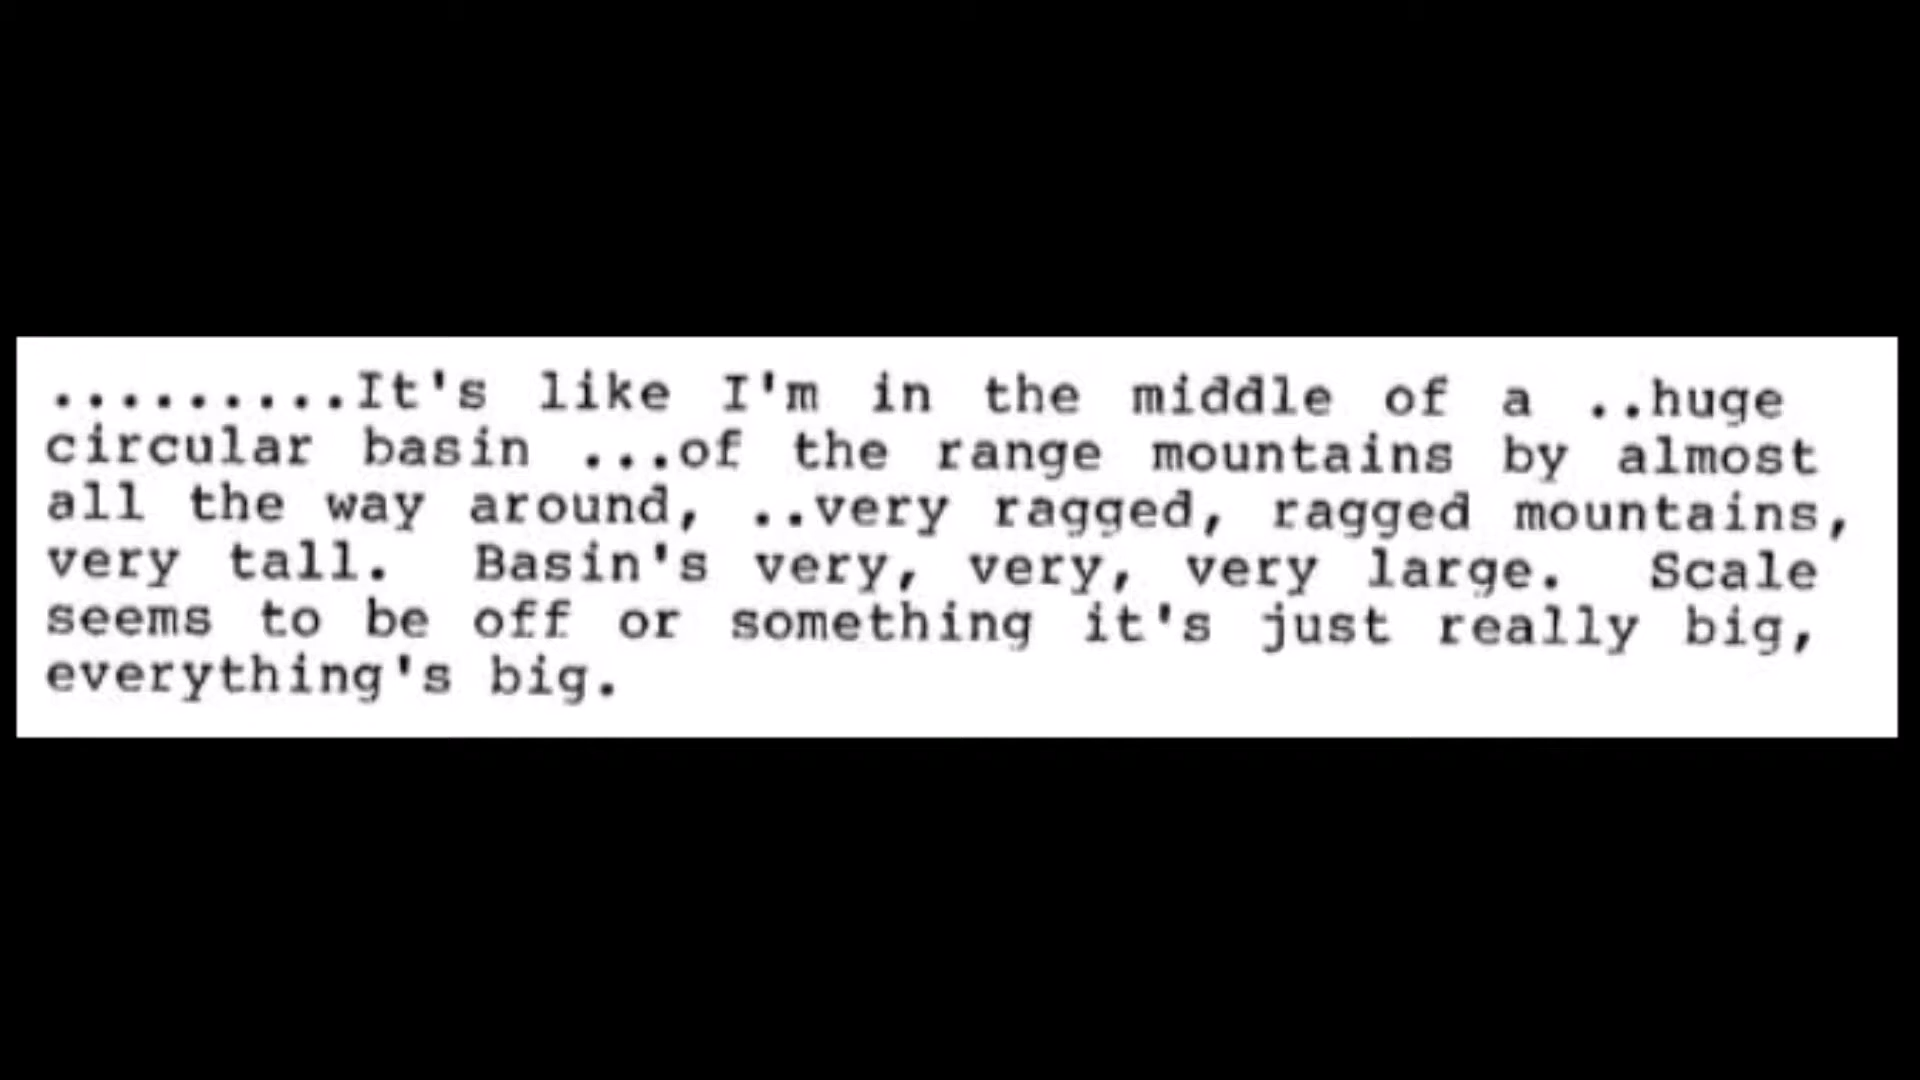 .........It's like I'm in the middle of a ..huge
circular basin ...of the range mountains by almost
all the way around, ..very ragged, ragged mountains,
very tall. Basin's very, very, very large. Scale
seems to be off or something it's just really big,
everything's big.